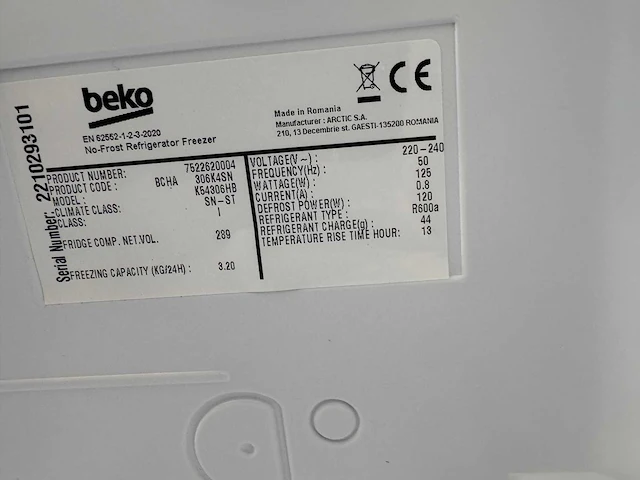 beko
EN 62552-1-2-3-2020
No-Frost Refrigerator Freezer
CE
Made in Romania
Manufacturer : ARCTIC S.A.
210, 13 Decembrie st. GAESTI-135200 ROMANIA
Serial Number: 2210293101
PRODUCT NUMBER: 7522620004
PRODUCT CODE : BCHA 306K4SN
MODEL : K54306HB
CLIMATE CLASS: SN-ST
CLASS: I
FRIDGE COMP. NET.VOL. 289
FREEZING CAPACITY (KG/24H) : 3.20
VOLTAGE(V ~) : 220-240
FREQUENCY(Hz) : 50
WATTAGE(W) : 125
CURRENT(A) : 0.8
DEFROST POWER(W) : 120
REFRIGERANT TYPE : R600a
REFRIGERANT CHARGE(g) : 44
TEMPERATURE RISE TIME HOUR: 13